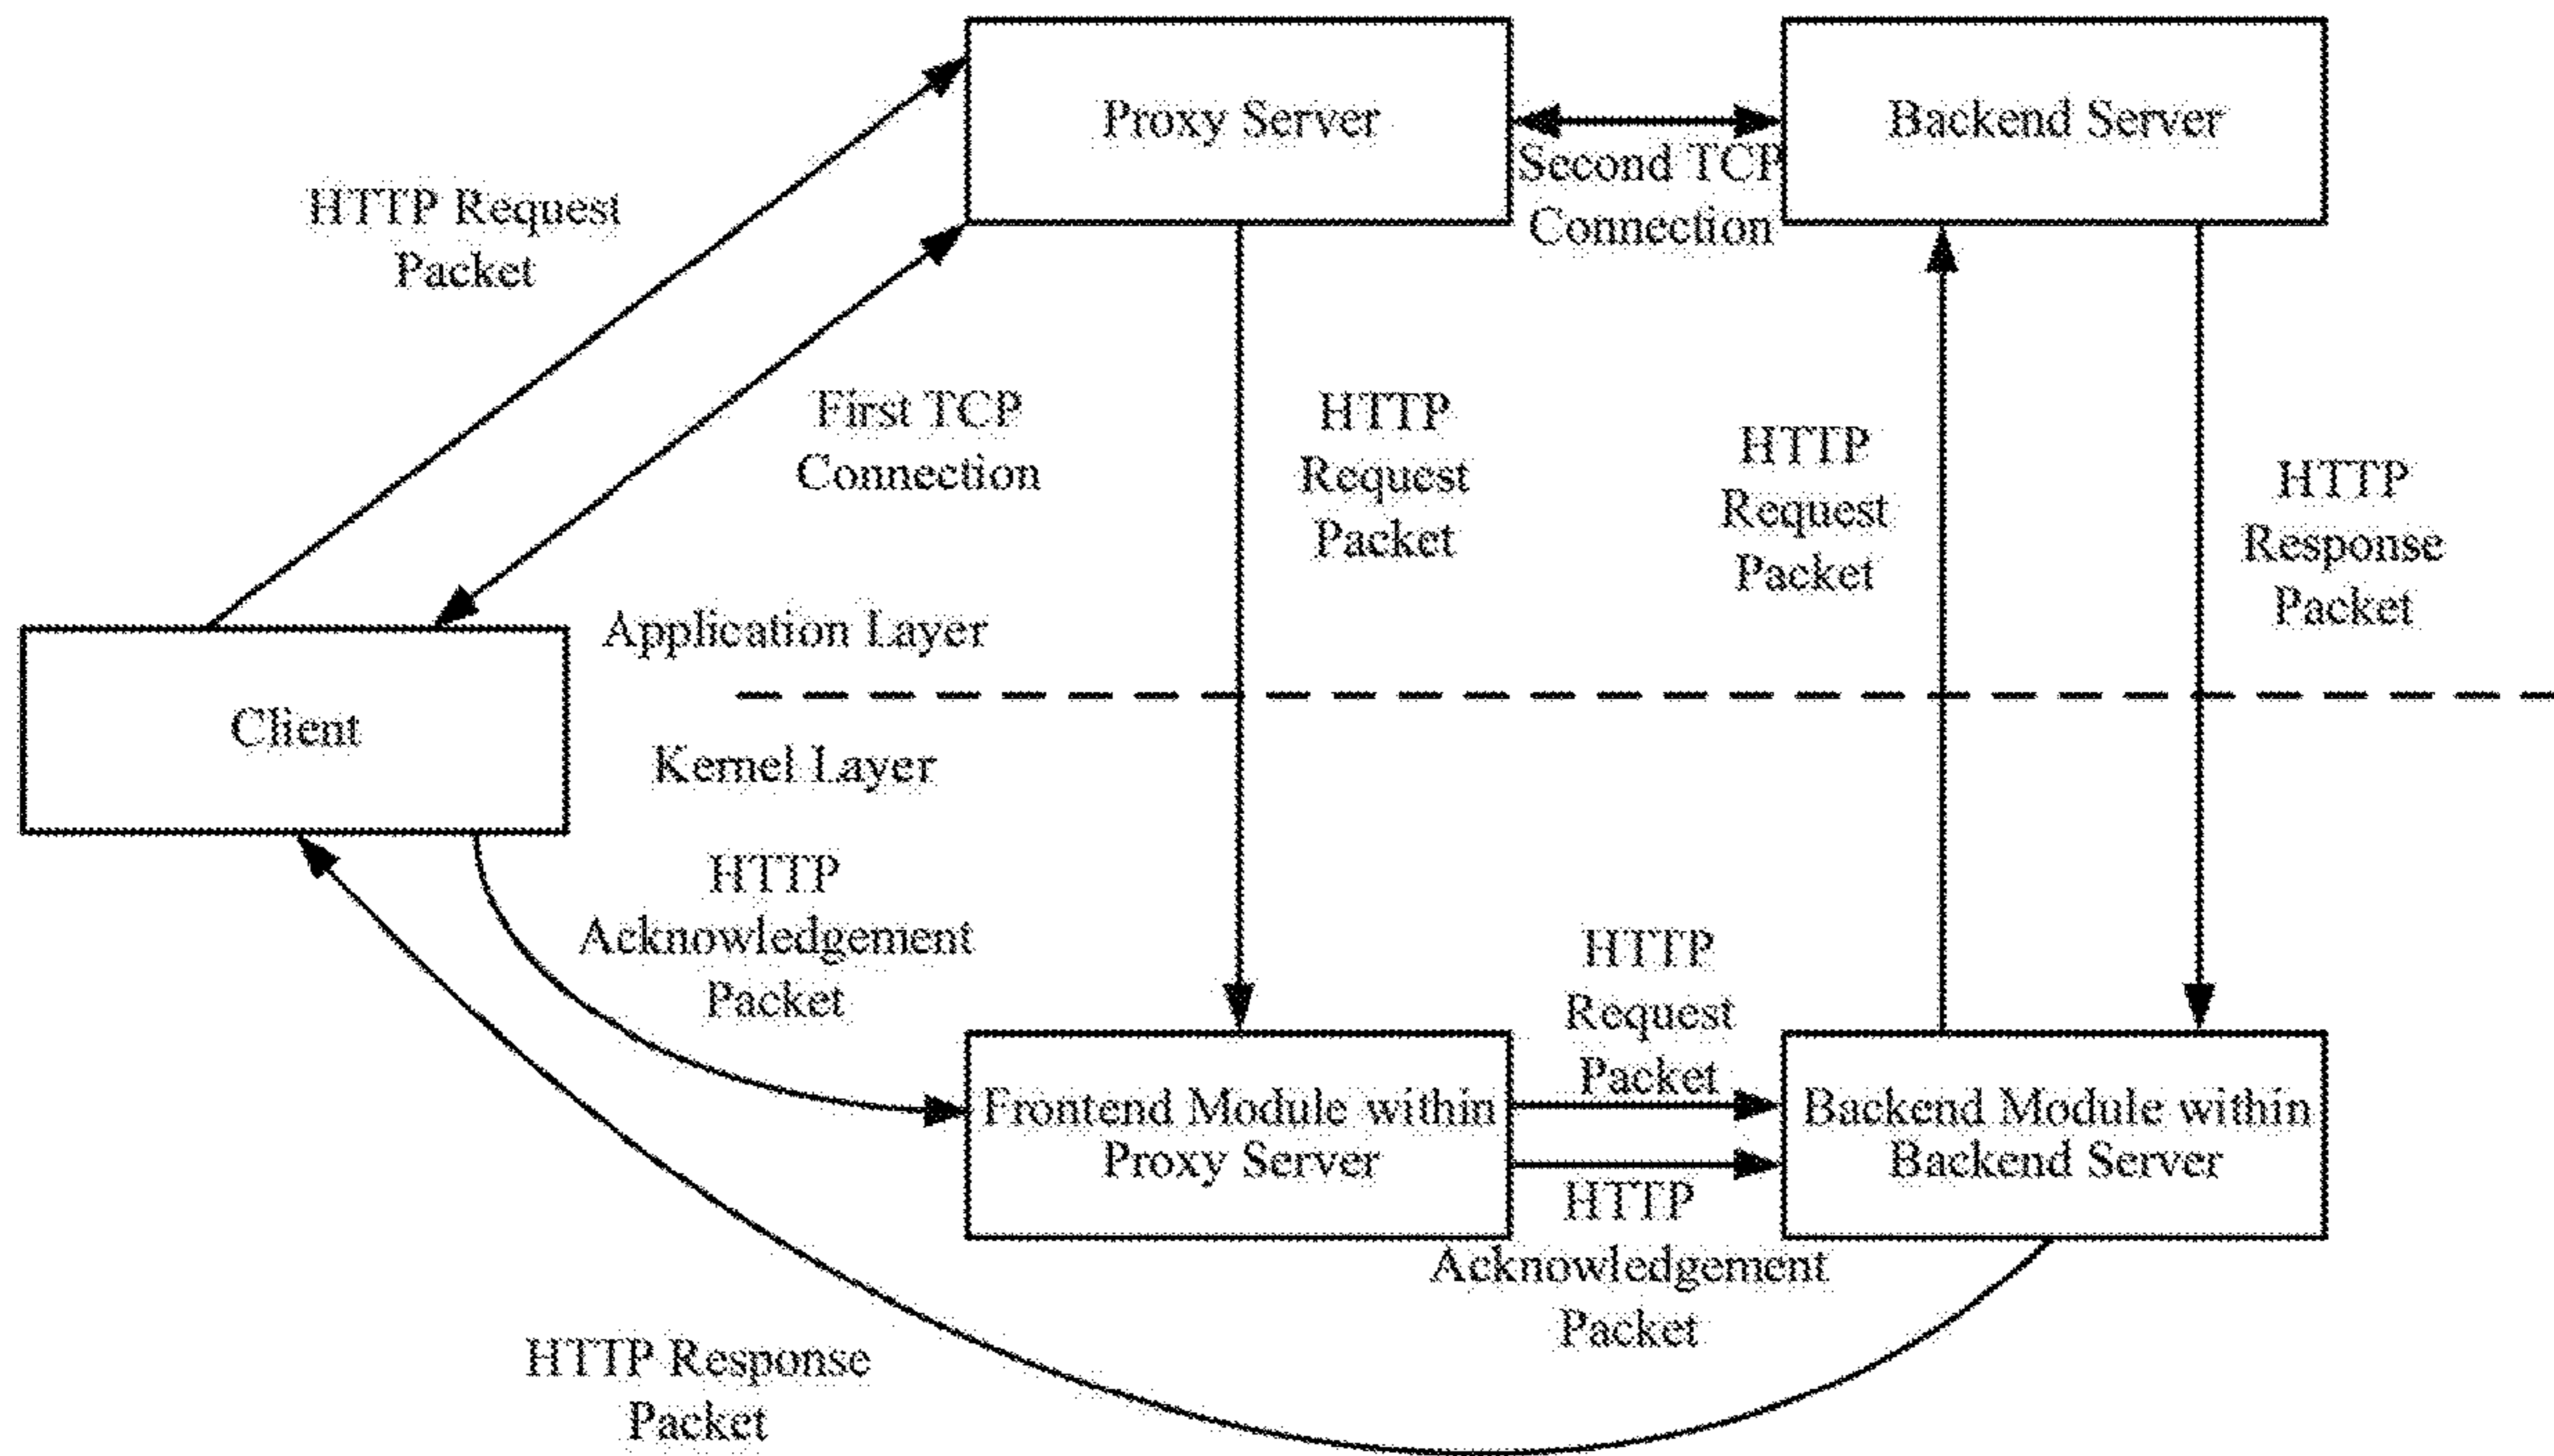 Proxy Server
Backend Server
Second TCP
Connection
HTTP Request
Packet
First TCP
Connection
HTTP
Request
Packet
HTTP
Request
Packet
HTTP
Response
Packet
Application Layer
Client
Kernel Layer
HTTP
Acknowledgement
Packet
HTTP
Request
Packet
Frontend Module within
Proxy Server
Backend Module within
Backend Server
HTTP
Acknowledgement
Packet
HTTP Response
Packet